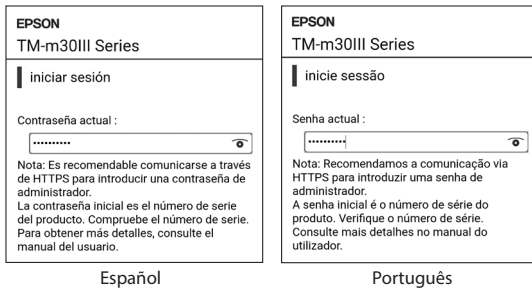 EPSON
TM-m30III Series
iniciar sesión
Contraseña actual :
••••••••••
Nota: Es recomendable comunicarse a través
de HTTPS para introducir una contraseña de
administrador.
La contraseña inicial es el número de serie
del producto. Compruebe el número de serie.
Para obtener más detalles, consulte el
manual del usuario.
Español
EPSON
TM-m30III Series
inicie sessão
Senha actual :
••••••••••
Nota: Recomendamos a comunicação via
HTTPS para introduzir uma senha de
administrador.
A senha inicial é o número de série do
produto. Verifique o número de série.
Consulte mais detalhes no manual do
utilizador.
Português